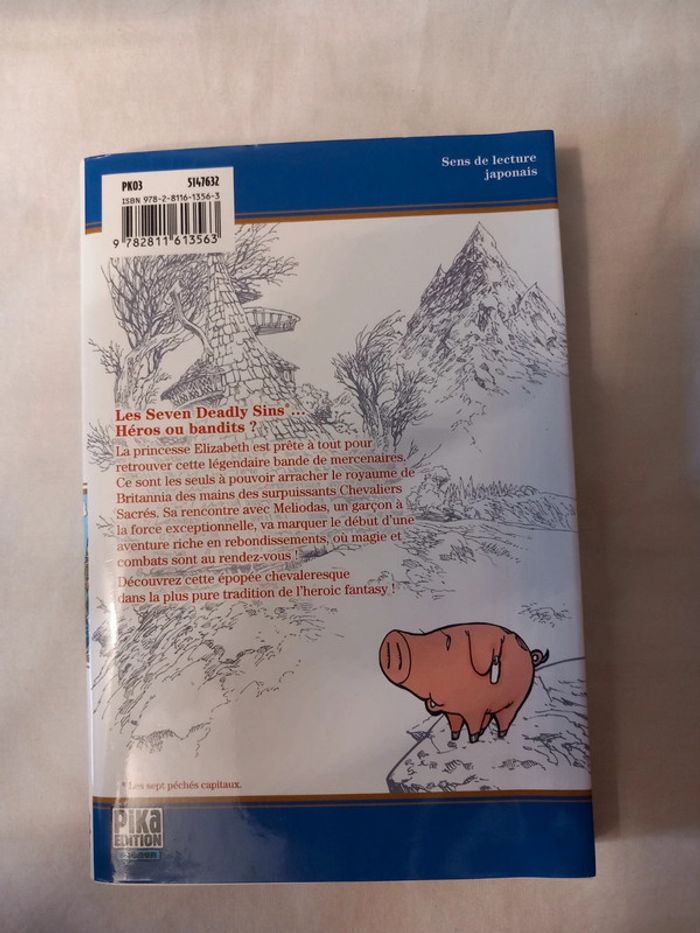 Sens de lecture
japonais
PK03 5147632
ISBN 978-2-8116-1356-3
9 782811 613563
Les Seven Deadly Sins*...
Héros ou bandits ?
La princesse Elizabeth est prête à tout pour
retrouver cette légendaire bande de mercenaires.
Ce sont les seuls à pouvoir arracher le royaume de
Britannia des mains des surpuissants Chevaliers
Sacrés. Sa rencontre avec Meliodas, un garçon à
la force exceptionnelle, va marquer le début d'une
aventure riche en rebondissements, où magie et
combats sont au rendez-vous !
Découvrez cette épopée chevaleresque
dans la plus pure tradition de l'heroic fantasy !
* Les sept péchés capitaux.
PIKA
EDITION